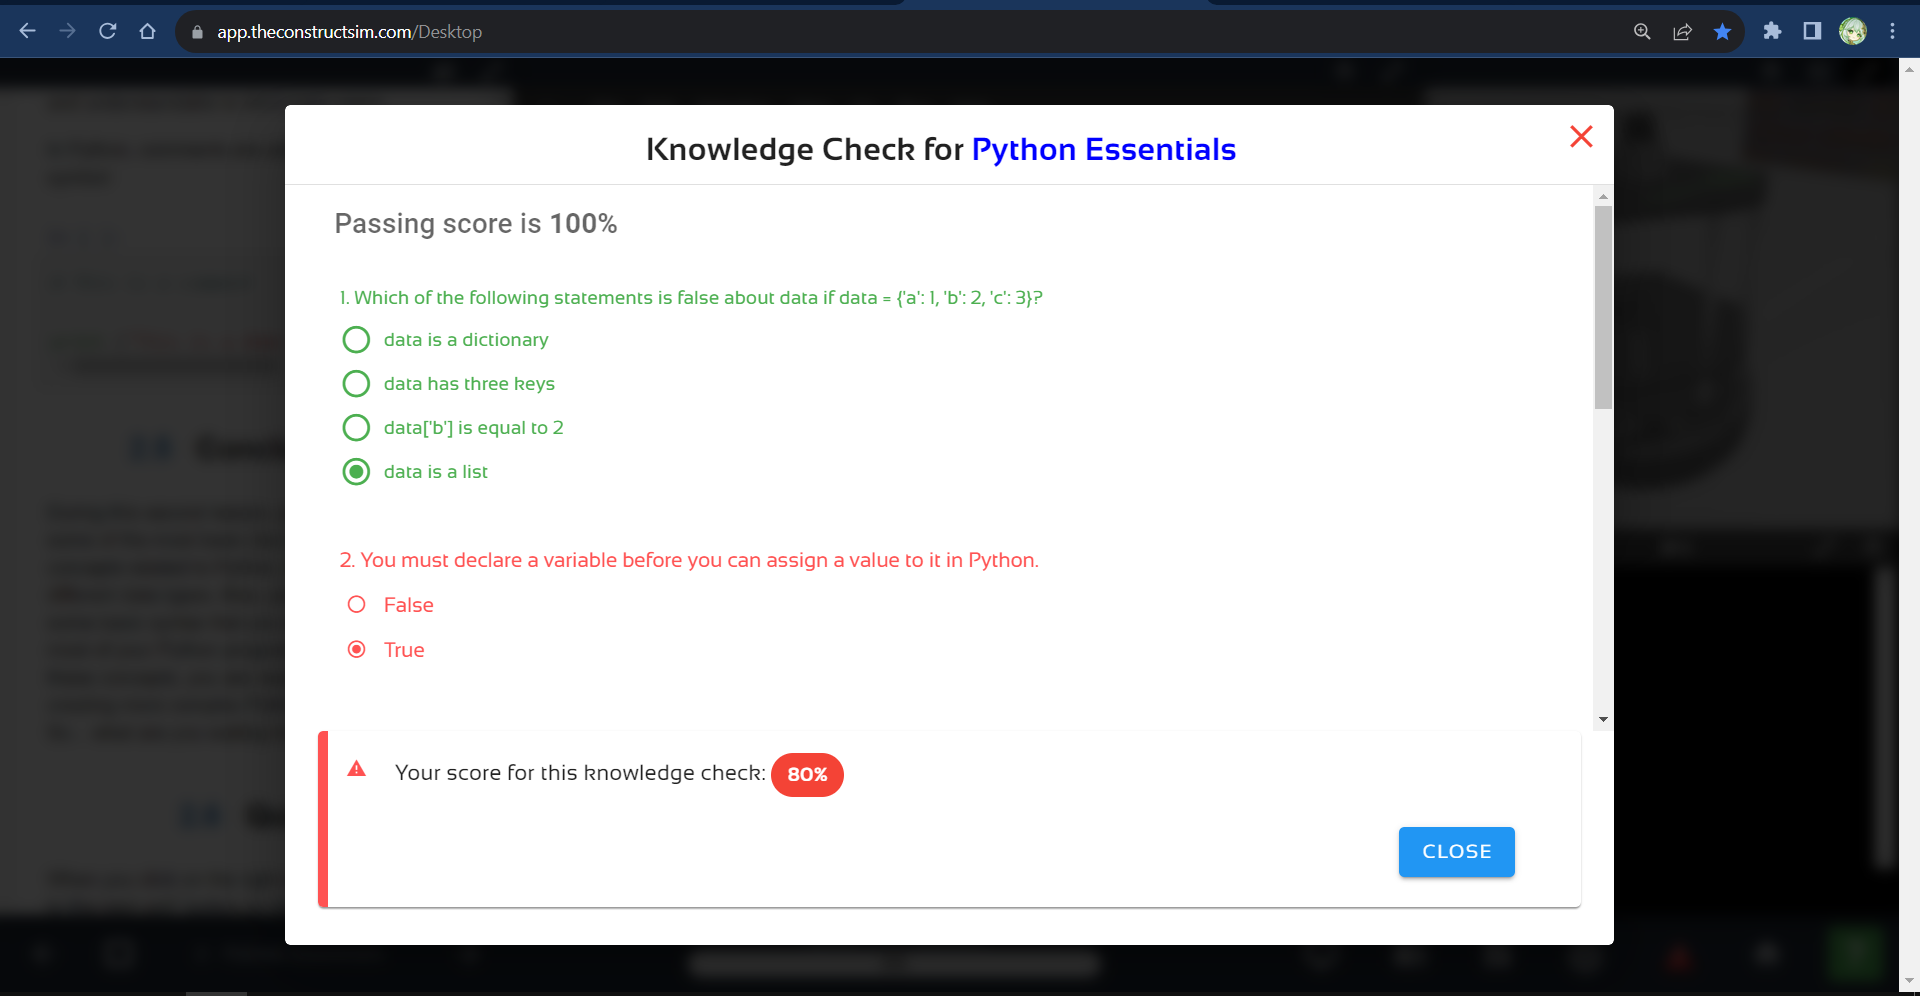 app.theconstructsim.com/Desktop
Knowledge Check for Python Essentials
Passing score is 100%
1. Which of the following statements is false about data if data = {'a': 1, 'b': 2, 'c': 3}?
data is a dictionary
data has three keys
data['b'] is equal to 2
data is a list
2. You must declare a variable before you can assign a value to it in Python.
False
True
Your score for this knowledge check: 80%
CLOSE